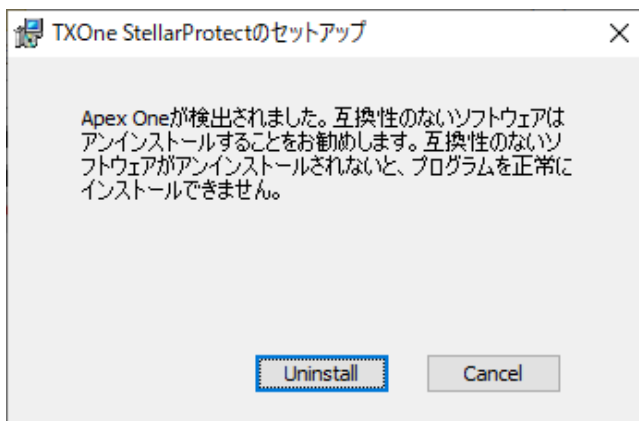 TXOne StellarProtectのセットアップ
Apex Oneが検出されました。互換性のないソフトウェアは
アンインストールすることをお勧めします。互換性のないソ
フトウェアがアンインストールされないと、プログラムを正常に
インストールできません。
Uninstall
Cancel